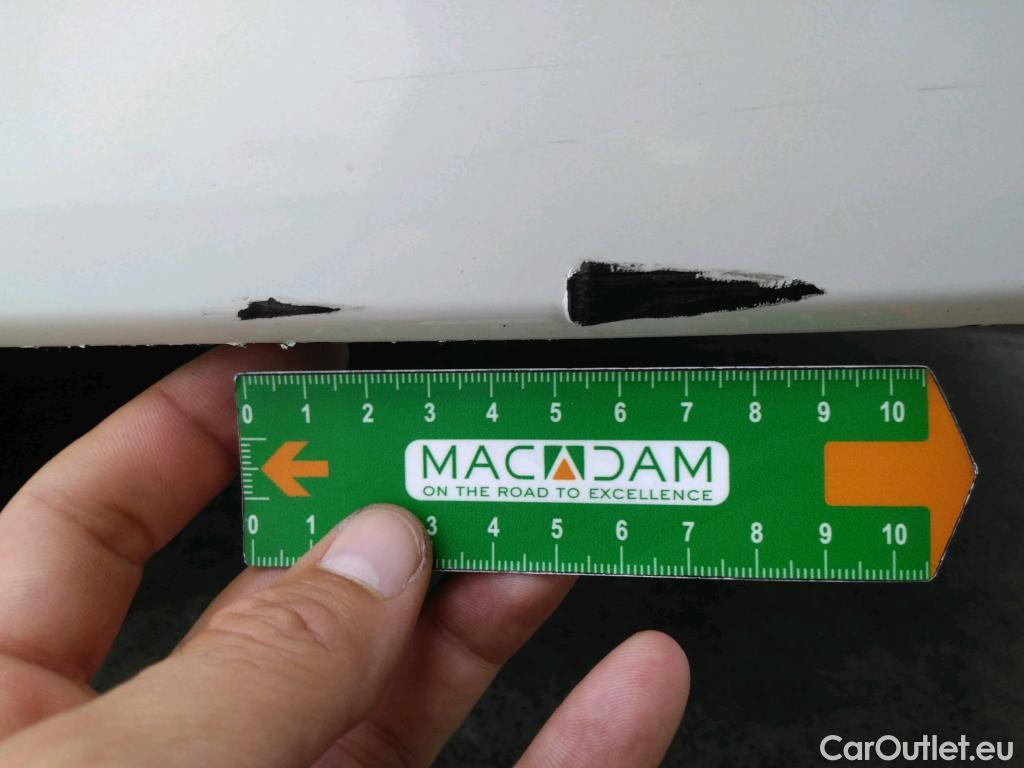 0 1 2 3 4 5 6 7 8 9 10
MACADAM
ON THE ROAD TO EXCELLENCE
0 1 3 4 5 6 7 8 9 10
CarOutlet.eu